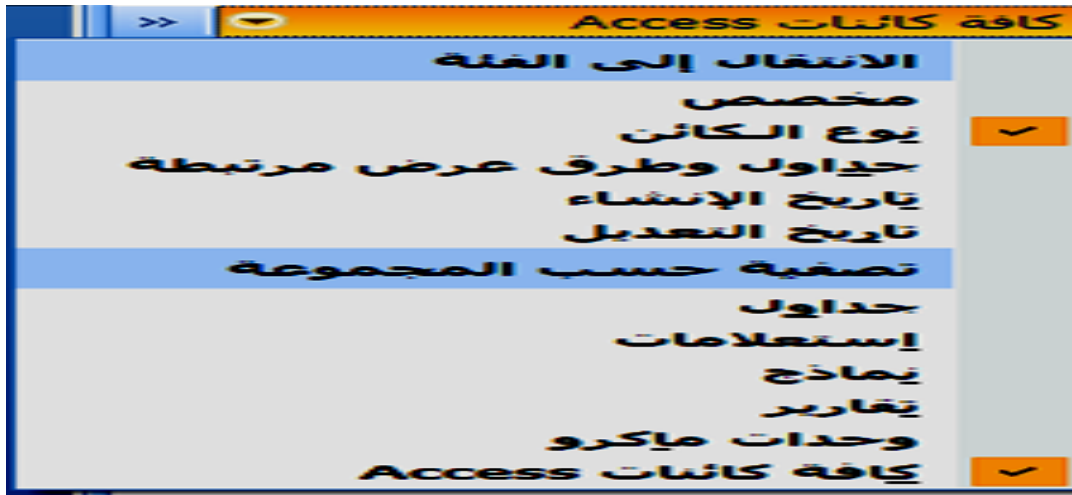 كافة كائنات Access
>>
الانتقال إلى الفئة
مخصص
نوع الكائن
جداول وطرق عرض مرتبطة
تاريخ الإنشاء
تاريخ التعديل
تصفية حسب المجموعة
جداول
إستعلامات
نماذج
تقارير
وحدات ماكرو
كافة كائنات Access